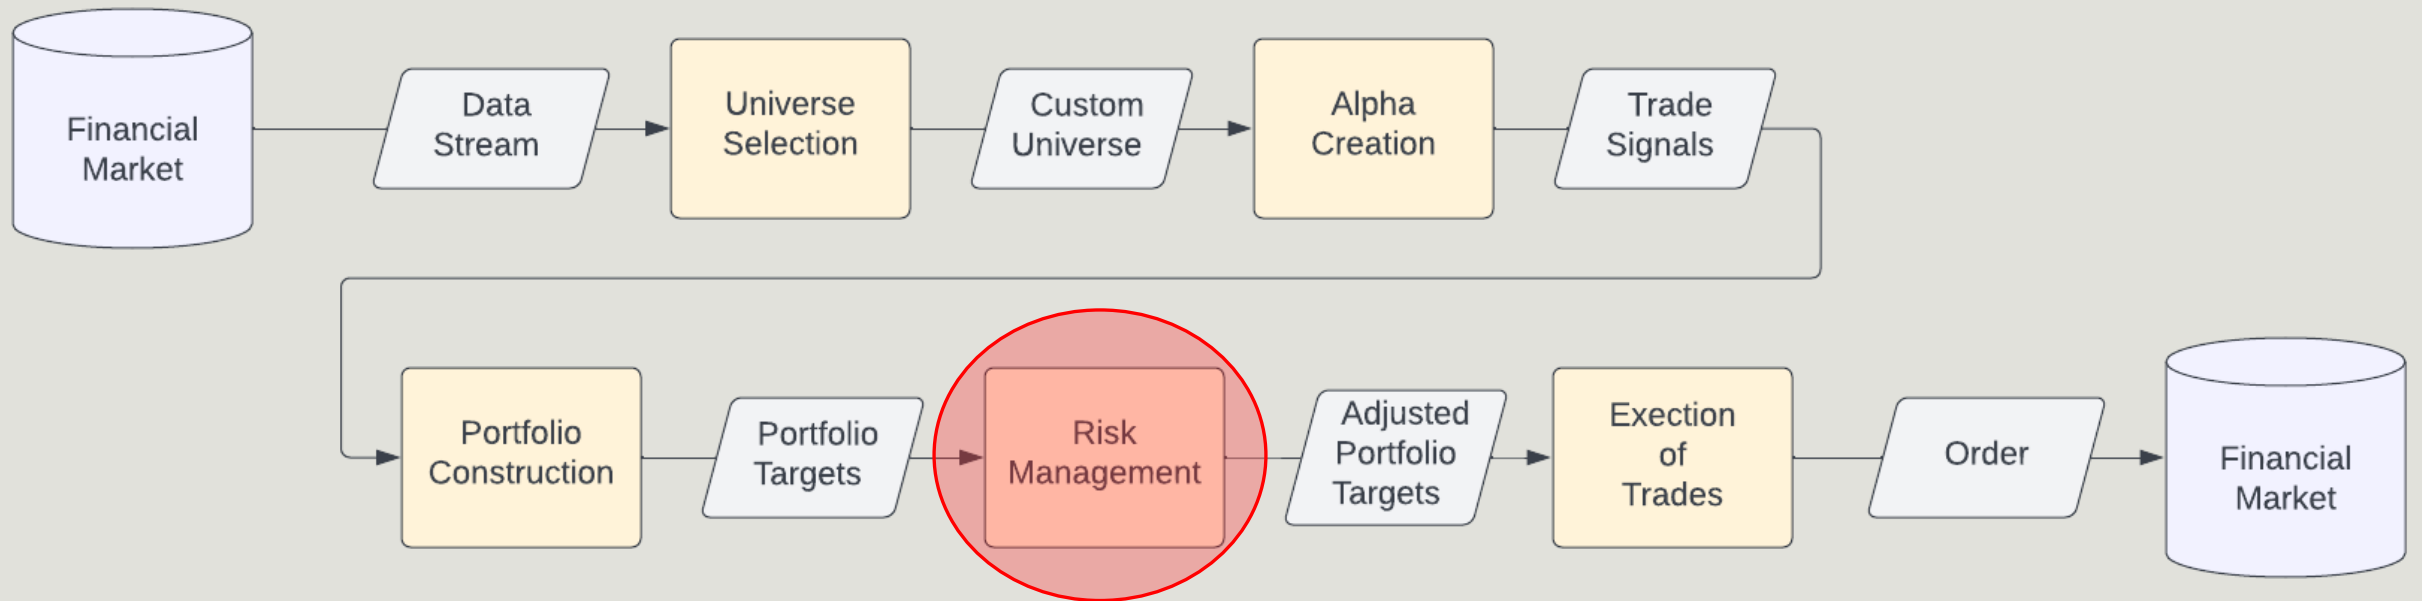 Financial
Market
Data
Stream
Universe
Selection
Custom
Universe
Alpha
Creation
Trade
Signals
Portfolio
Construction
Portfolio
Targets
Risk
Management
Adjusted
Portfolio
Targets
Exection
of
Trades
Order
Financial
Market